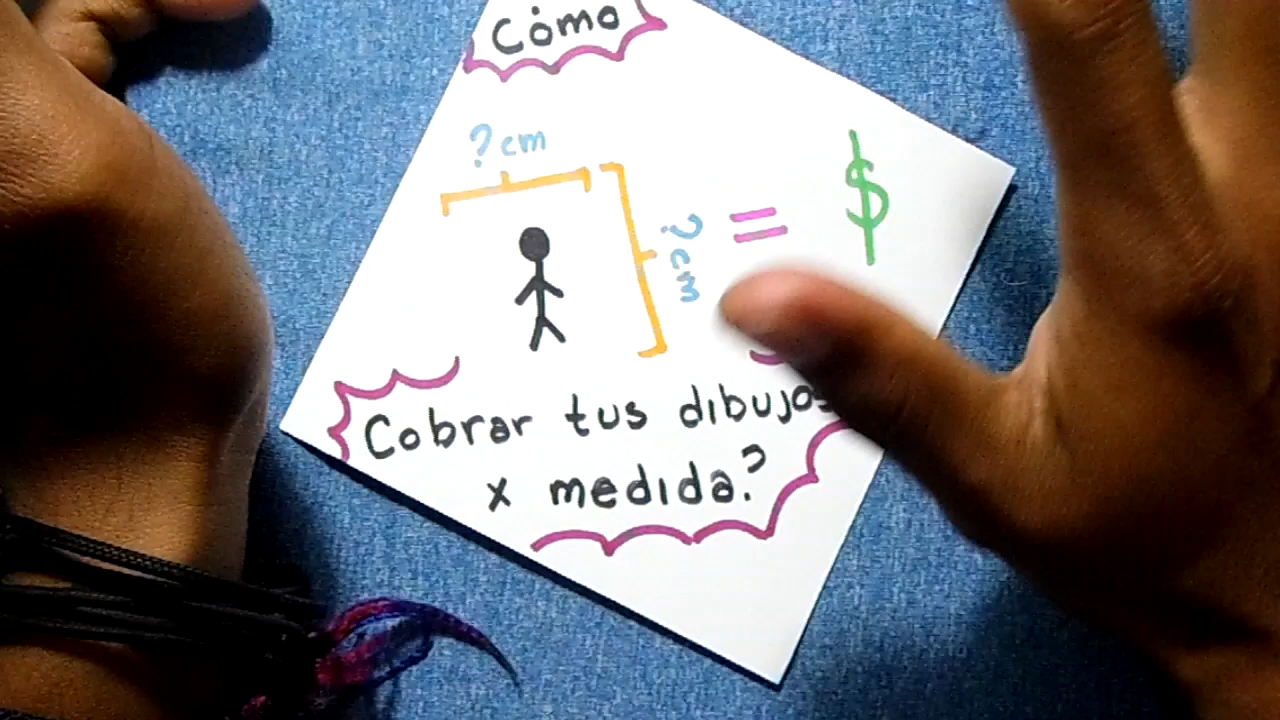 Cómo
? cm
? cm
= $
Cobrar tus dibujos
x medida?